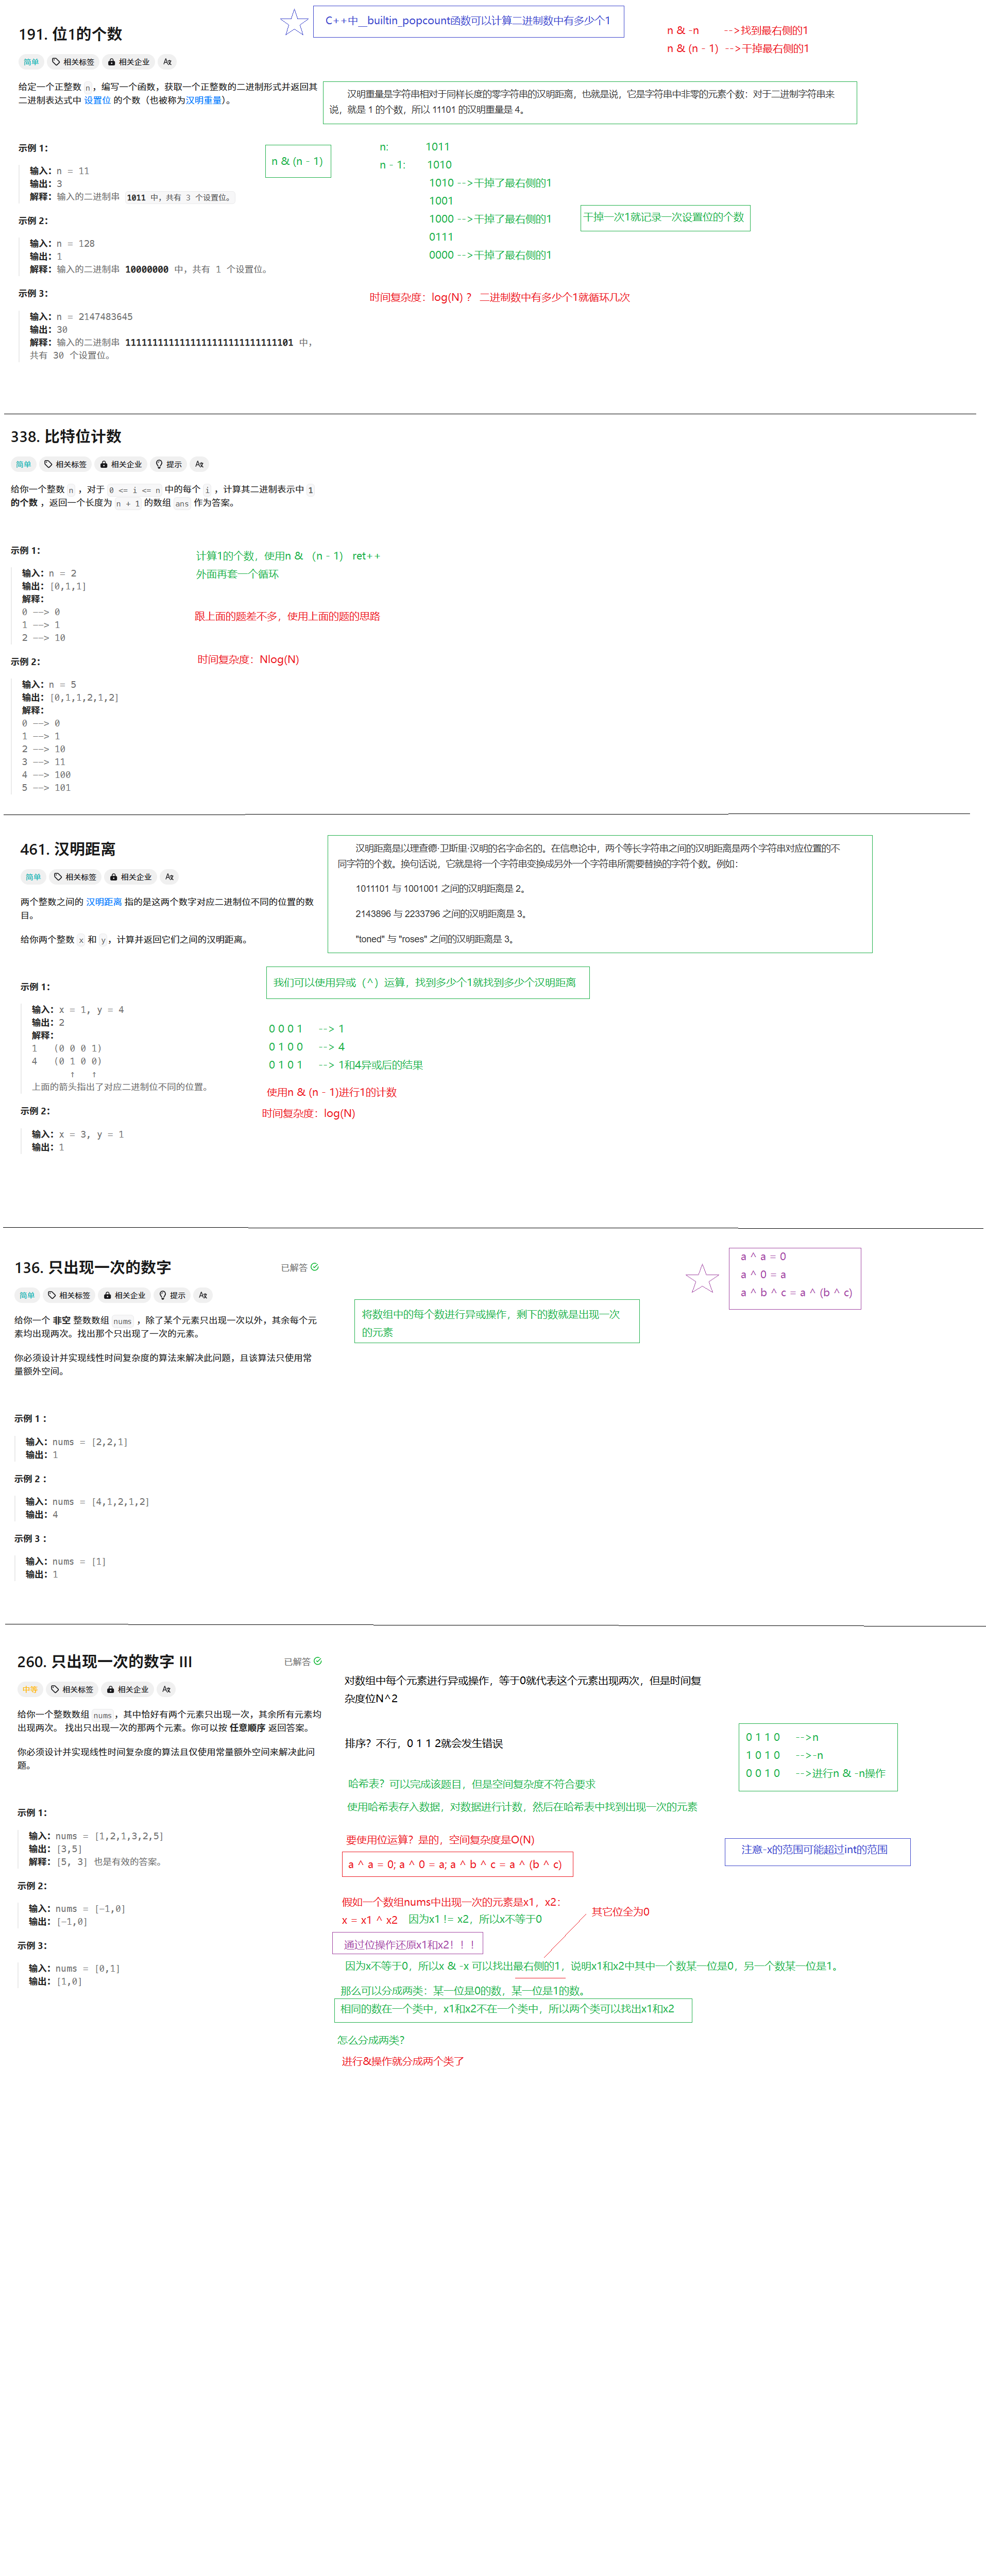 191. 位1的个数
C++中__builtin_popcount函数可以计算二进制数中有多少个1
n & -n -->找到最右侧的1
n & (n - 1) -->干掉最右侧的1
简单 相关标签 相关企业 Aあ
给定一个正整数 n，编写一个函数，获取一个正整数的二进制形式并返回其
二进制表达式中 设置位 的个数（也被称为汉明重量）。
汉明重量是字符串相对于同样长度的零字符串的汉明距离，也就是说，它是字符串中非零的元素个数：对于二进制字符串来
说，就是 1 的个数，所以 11101 的汉明重量是 4。
示例 1：
输入：n = 11
输出：3
解释：输入的二进制串 1011 中，共有 3 个设置位。
示例 2：
输入：n = 128
输出：1
解释：输入的二进制串 10000000 中，共有 1 个设置位。
示例 3：
输入：n = 2147483645
输出：30
解释：输入的二进制串 1111111111111111111111111111101 中，
共有 30 个设置位。
n & (n - 1)
n: 1011
n - 1: 1010
1010 -->干掉了最右侧的1
1001
1000 -->干掉了最右侧的1
0111
0000 -->干掉了最右侧的1
干掉一次1就记录一次设置位的个数
时间复杂度：log(N) ？ 二进制数中有多少个1就循环几次
338. 比特位计数
简单 相关标签 相关企业 提示 Aあ
给你一个整数 n ，对于 0 <= i <= n 中的每个 i ，计算其二进制表示中 1
的个数 ，返回一个长度为 n + 1 的数组 ans 作为答案。
示例 1：
输入：n = 2
输出：[0,1,1]
解释：
0 --> 0
1 --> 1
2 --> 10
示例 2：
输入：n = 5
输出：[0,1,1,2,1,2]
解释：
0 --> 0
1 --> 1
2 --> 10
3 --> 11
4 --> 100
5 --> 101
计算1的个数，使用n & (n - 1) ret++
外面再套一个循环
跟上面的题差不多，使用上面的题的思路
时间复杂度：Nlog(N)
461. 汉明距离
简单 相关标签 相关企业 Aあ
两个整数之间的 汉明距离 指的是这两个数字对应二进制位不同的位置的数
目。
给你两个整数 x 和 y，计算并返回它们之间的汉明距离。
汉明距离是以理查德·卫斯里·汉明的名字命名的。在信息论中，两个等长字符串之间的汉明距离是两个字符串对应位置的不
同字符的个数。换句话说，它就是将一个字符串变换成另外一个字符串所需要替换的字符个数。例如：
1011101 与 1001001 之间的汉明距离是 2。
2143896 与 2233796 之间的汉明距离是 3。
"toned" 与 "roses" 之间的汉明距离是 3。
示例 1：
输入：x = 1, y = 4
输出：2
解释：
1 (0 0 0 1)
4 (0 1 0 0)
↑ ↑
上面的箭头指出了对应二进制位不同的位置。
示例 2：
输入：x = 3, y = 1
输出：1
我们可以使用异或（^）运算，找到多少个1就找到多少个汉明距离
0 0 0 1 --> 1
0 1 0 0 --> 4
0 1 0 1 --> 1和4异或后的结果
使用n & (n - 1)进行1的计数
时间复杂度：log(N)
136. 只出现一次的数字
已解答
简单 相关标签 相关企业 提示 Aあ
给你一个 非空 整数数组 nums ，除了某个元素只出现一次以外，其余每个元
素均出现两次。找出那个只出现了一次的元素。
你必须设计并实现线性时间复杂度的算法来解决此问题，且该算法只使用常
量额外空间。
示例 1 ：
输入：nums = [2,2,1]
输出：1
示例 2 ：
输入：nums = [4,1,2,1,2]
输出：4
示例 3 ：
输入：nums = [1]
输出：1
将数组中的每个数进行异或操作，剩下的数就是出现一次
的元素
a ^ a = 0
a ^ 0 = a
a ^ b ^ c = a ^ (b ^ c)
260. 只出现一次的数字 III
已解答
中等 相关标签 相关企业 Aあ
给你一个整数数组 nums，其中恰好有两个元素只出现一次，其余所有元素均
出现两次。 找出只出现一次的那两个元素。你可以按 任意顺序 返回答案。
你必须设计并实现线性时间复杂度的算法且仅使用常量额外空间来解决此问
题。
示例 1：
输入：nums = [1,2,1,3,2,5]
输出：[3,5]
解释：[5, 3] 也是有效的答案。
示例 2：
输入：nums = [-1,0]
输出：[-1,0]
示例 3：
输入：nums = [0,1]
输出：[1,0]
对数组中每个元素进行异或操作，等于0就代表这个元素出现两次，但是时间复
杂度位N^2
排序？不行，0 1 1 2就会发生错误
哈希表？可以完成该题目，但是空间复杂度不符合要求
使用哈希表存入数据，对数据进行计数，然后在哈希表中找到出现一次的元素
要使用位运算？是的，空间复杂度是O(N)
a ^ a = 0; a ^ 0 = a; a ^ b ^ c = a ^ (b ^ c)
0 1 1 0 -->n
1 0 1 0 -->-n
0 0 1 0 -->进行n & -n操作
注意-x的范围可能超过int的范围
假如一个数组nums中出现一次的元素是x1，x2：
x = x1 ^ x2 因为x1 != x2，所以x不等于0
其它位全为0
通过位操作还原x1和x2！！！
因为x不等于0，所以x & -x 可以找出最右侧的1，说明x1和x2中其中一个数某一位是0，另一个数某一位是1。
那么可以分成两类：某一位是0的数，某一位是1的数。
相同的数在一个类中，x1和x2不在一个类中，所以两个类可以找出x1和x2
怎么分成两类？
进行&操作就分成两个类了